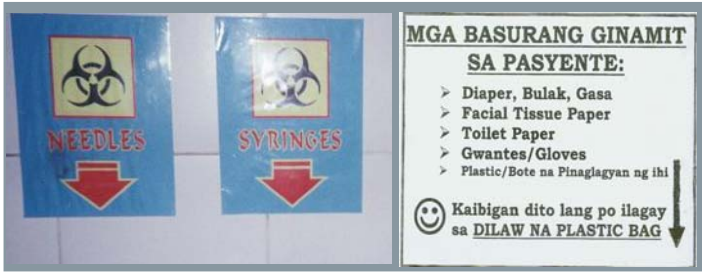 NEEDLES
SYRINGES
MGA BASURANG GINAMIT
SA PASYENTE:
Diaper, Bulak, Gasa
Facial Tissue Paper
Toilet Paper
Gwantes/Gloves
Plastic/Bote na Pinaglagyan ng ihi
Kaibigan dito lang po ilagay
sa DILAW NA PLASTIC BAG